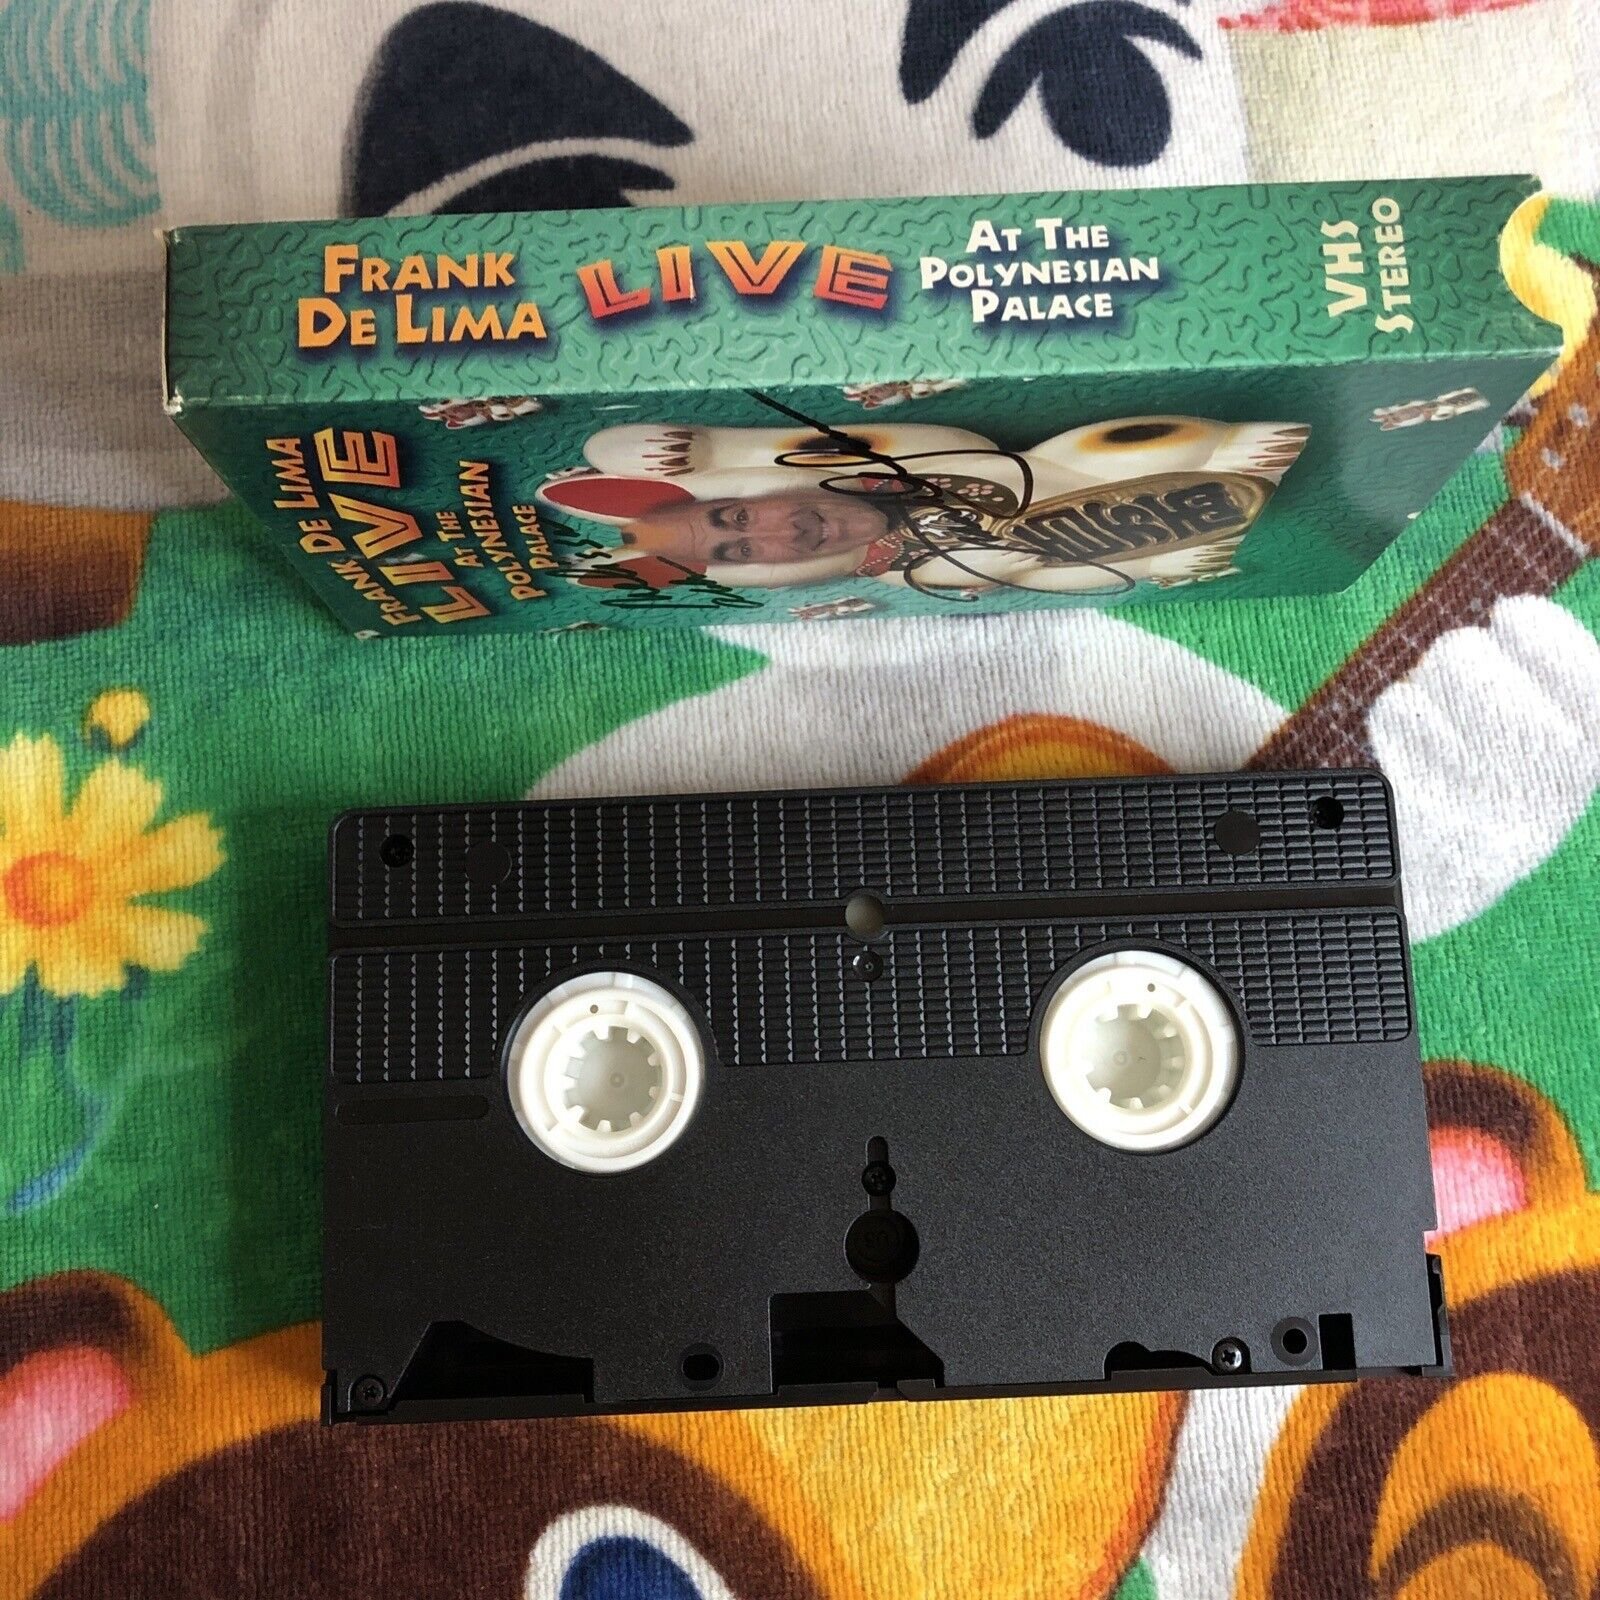 FRANK
DE LIMA
LIVE
AT THE
POLYNESIAN
PALACE
VHS
STEREO
FRANK DE LIMA
LIVE
AT THE
POLYNESIAN
PALACE